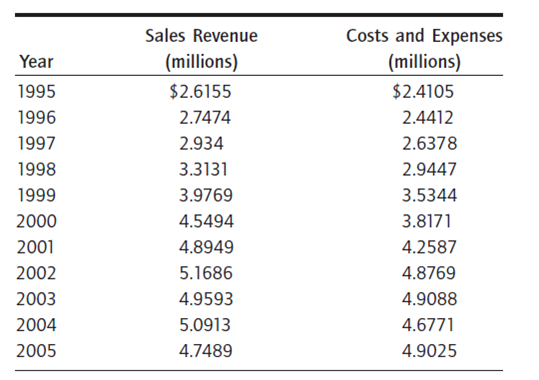 Sales Revenue Costs and Expenses
Year (millions) (millions)
1995 $2.6155 $2.4105
1996 2.7474 2.4412
1997 2.934 2.6378
1998 3.3131 2.9447
1999 3.9769 3.5344
2000 4.5494 3.8171
2001 4.8949 4.2587
2002 5.1686 4.8769
2003 4.9593 4.9088
2004 5.0913 4.6771
2005 4.7489 4.9025